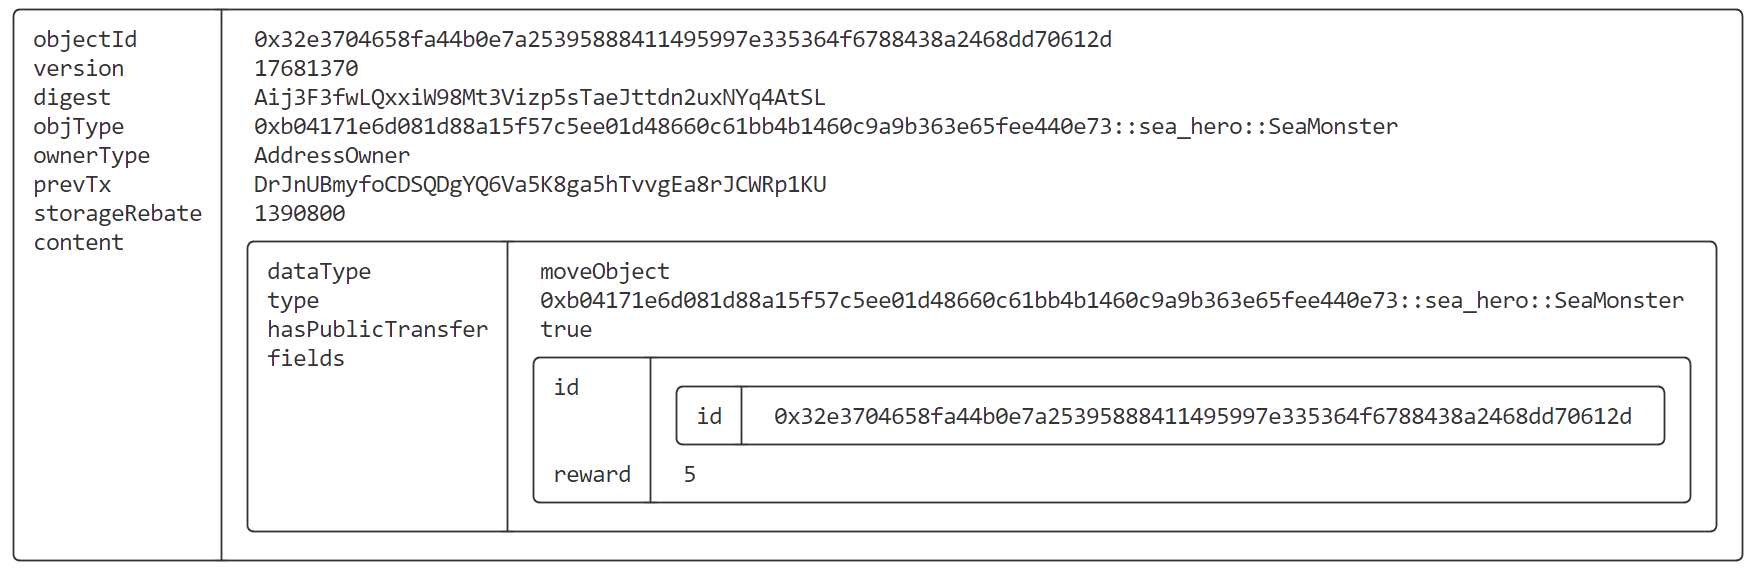 objectId 0x32e3704658fa44b0e7a25395888411495997e335364f6788438a2468dd70612d
version 17681370
digest Aij3F3fwLQxxiW98Mt3Vizp5sTaeJttdn2uxNYq4AtSL
objType 0xb04171e6d081d88a15f57c5ee01d48660c61bb4b1460c9a9b363e65fee440e73::sea_hero::SeaMonster
ownerType AddressOwner
prevTx DrJnUBmyfoCDSQDgYQ6Va5K8ga5hTvvgEa8rJCWRp1KU
storageRebate 1390800
content
dataType moveObject
type 0xb04171e6d081d88a15f57c5ee01d48660c61bb4b1460c9a9b363e65fee440e73::sea_hero::SeaMonster
hasPublicTransfer true
fields
id
id 0x32e3704658fa44b0e7a25395888411495997e335364f6788438a2468dd70612d
reward 5